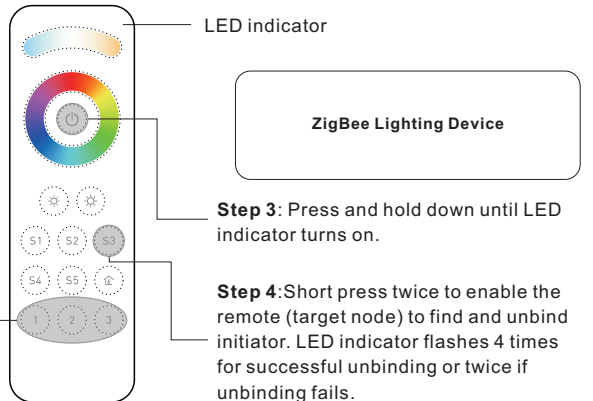 LED indicator
ZigBee Lighting Device
Step 3: Press and hold down until LED
indicator turns on.
S1 S2 S3
S4 S5
1 2 3
Step 4:Short press twice to enable the
remote (target node) to find and unbind
initiator. LED indicator flashes 4 times
for successful unbinding or twice if
unbinding fails.